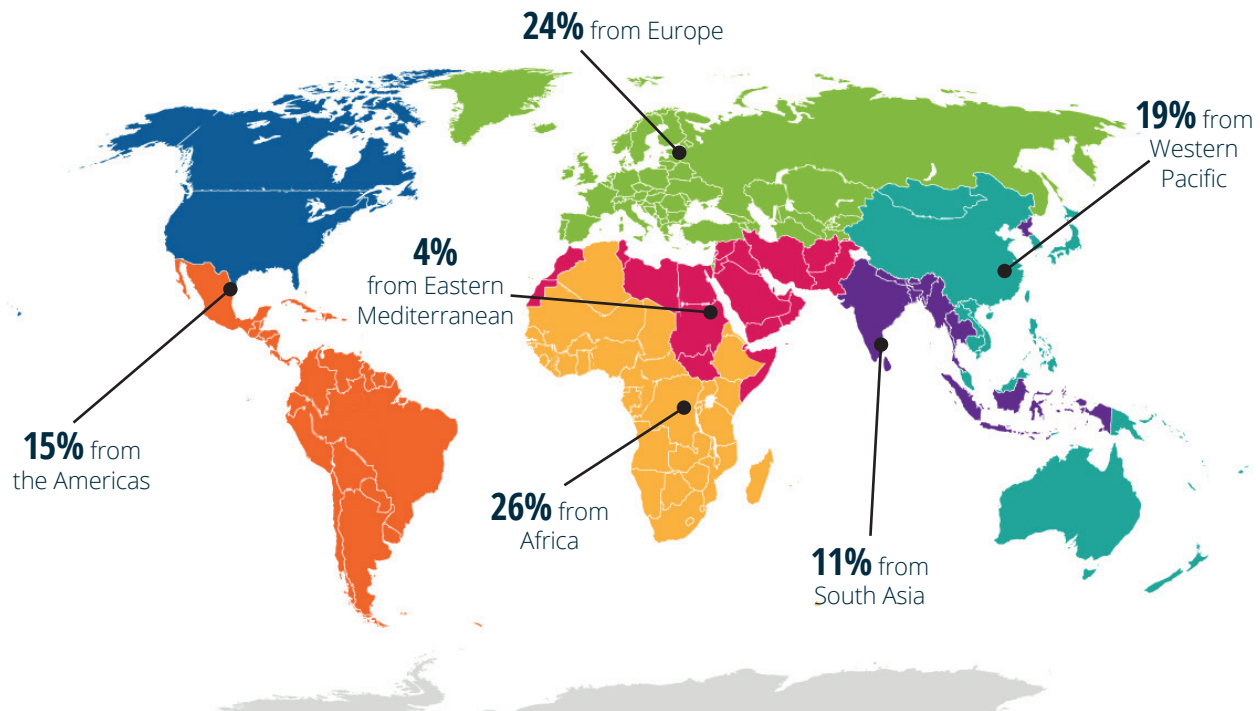 24% from Europe
19% from
Western
Pacific
4%
from Eastern
Mediterranean
15% from
the Americas
26% from
Africa
11% from
South Asia